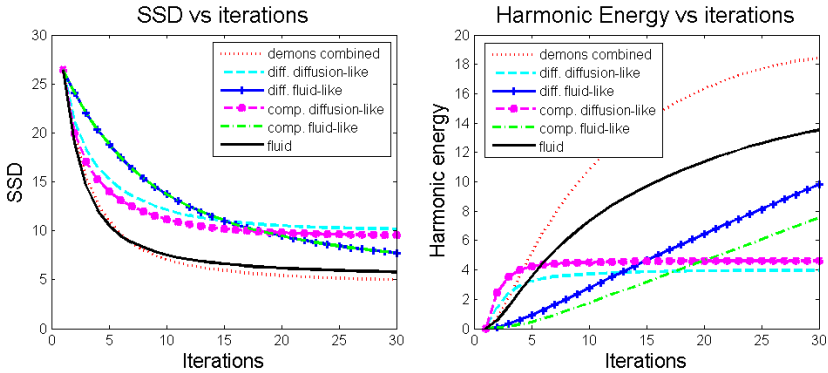 SSD vs iterations
30
25
20
15
10
5
0
SSD
demons combined
diff. diffusion-like
diff. fluid-like
comp. diffusion-like
comp. fluid-like
fluid
0 5 10 15 20 25 30
Iterations
Harmonic Energy vs iterations
20
18
16
14
12
10
8
6
4
2
0
Harmonic energy
demons combined
diff. diffusion-like
diff. fluid-like
comp. diffusion-like
comp. fluid-like
fluid
0 5 10 15 20 25 30
Iterations